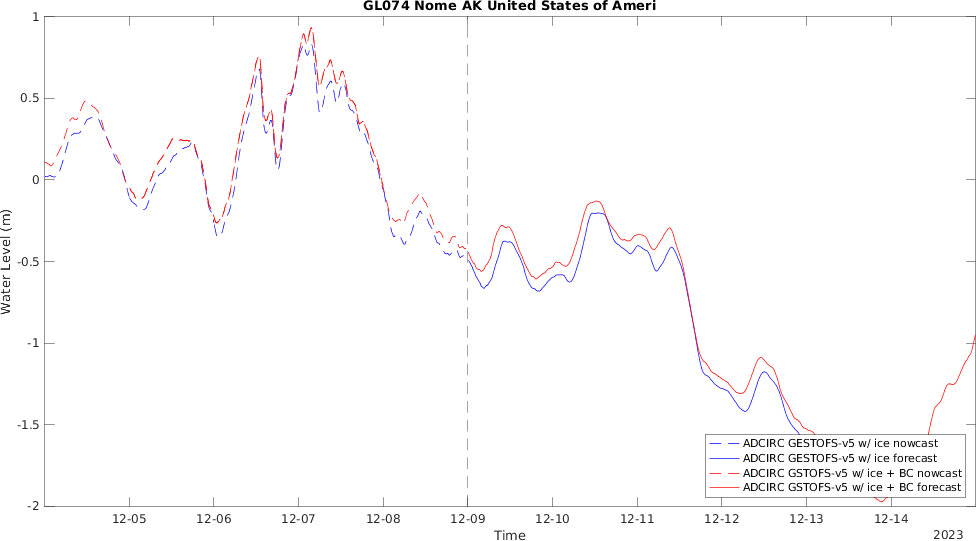 GL074 Nome AK United States of Ameri
Water Level (m)
1
0.5
0
-0.5
-1
-1.5
-2
ADCIRC GESTOFS-v5 w/ ice nowcast
ADCIRC GESTOFS-v5 w/ ice forecast
ADCIRC GSTOFS-v5 w/ ice + BC nowcast
ADCIRC GSTOFS-v5 w/ ice + BC forecast
12-05 12-06 12-07 12-08 12-09 12-10 12-11 12-12 12-13 12-14
Time
2023